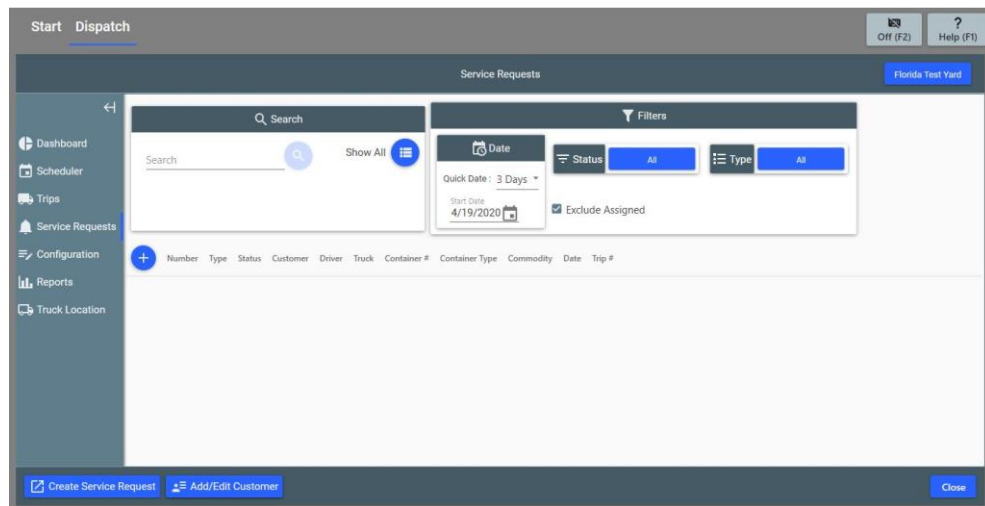 Start Dispatch
Off (F2)
? Help (F1)
Service Requests
Florida Test Yard
Dashboard
Scheduler
Trips
Service Requests
Configuration
Reports
Truck Location
Search
Search
Show All
Filters
Date
Quick Date : 3 Days
Start Date
4/19/2020
Status All
Type All
Exclude Assigned
+ Number Type Status Customer Driver Truck Container # Container Type Commodity Date Trip #
Create Service Request Add/Edit Customer Close